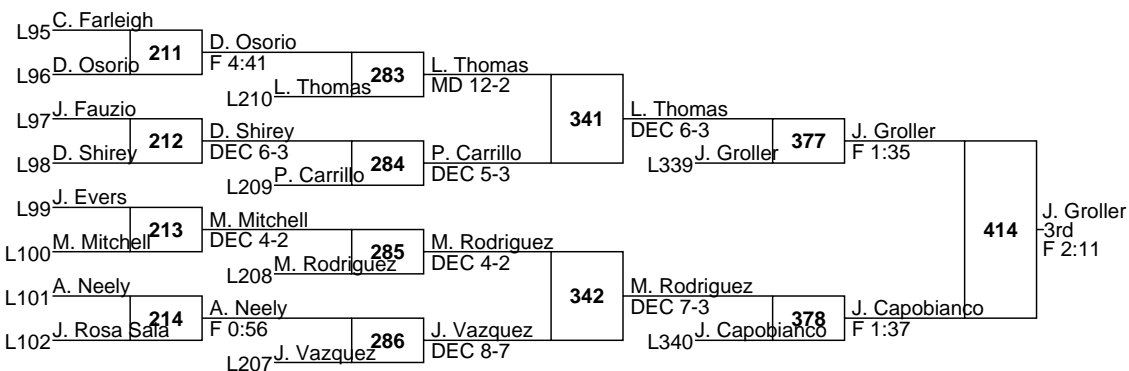 L95 C. Farleigh
211
L96 D. Osorio
D. Osorio
F 4:41
283
L210 L. Thomas
L. Thomas
MD 12-2
L97 J. Fauzio
212
L98 D. Shirey
D. Shirey
DEC 6-3
284
L209 P. Carrillo
P. Carrillo
DEC 5-3
341
L. Thomas
DEC 6-3
377
L339 J. Groller
J. Groller
F 1:35
L99 J. Evers
213
L100 M. Mitchell
M. Mitchell
DEC 4-2
285
L208 M. Rodriguez
M. Rodriguez
DEC 4-2
L101 A. Neely
214
L102 J. Rosa Sala
A. Neely
F 0:56
286
L207 J. Vazquez
J. Vazquez
DEC 8-7
342
M. Rodriguez
DEC 7-3
378
L340 J. Capobianco
J. Capobianco
F 1:37
414
J. Groller
3rd
F 2:11